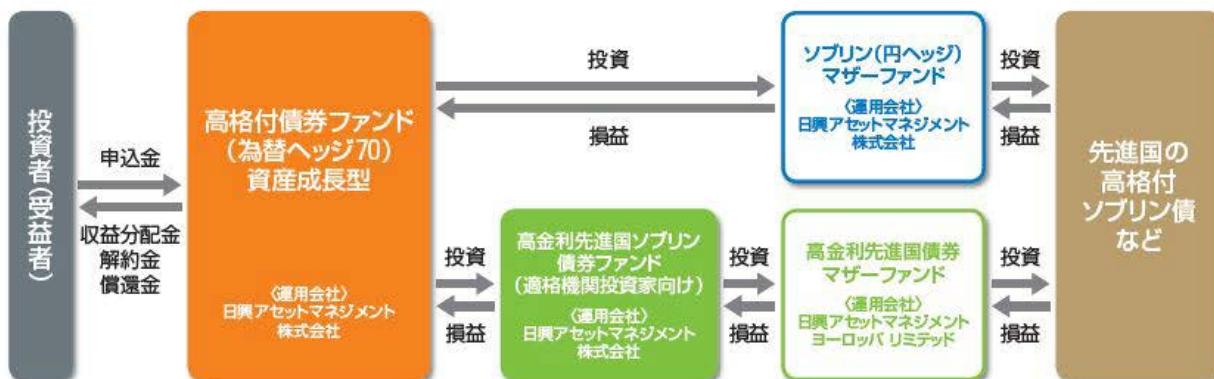 投資者(受益者)
申込金
収益分配金
解約金
償還金
高格付債券ファンド
(為替ヘッジ70)
資産成長型
〈運用会社〉
日興アセットマネジメント
株式会社
投資
損益
ソブリン(円ヘッジ)
マザーファンド
〈運用会社〉
日興アセットマネジメント
株式会社
投資
損益
投資
損益
高金利先進国ソブリン
債券ファンド
(適格機関投資家向け)
〈運用会社〉
日興アセットマネジメント
株式会社
投資
損益
高金利先進国債券
マザーファンド
〈運用会社〉
日興アセットマネジメント
ヨーロッパ リミテッド
投資
損益
先進国の
高格付
ソブリン債
など